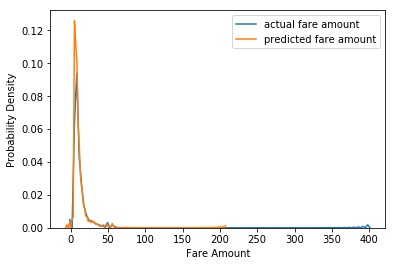 actual fare amount
predicted fare amount
0.12
0.10
0.08
0.06
0.04
0.02
0.00
Probability Density
0 50 100 150 200 250 300 350 400
Fare Amount